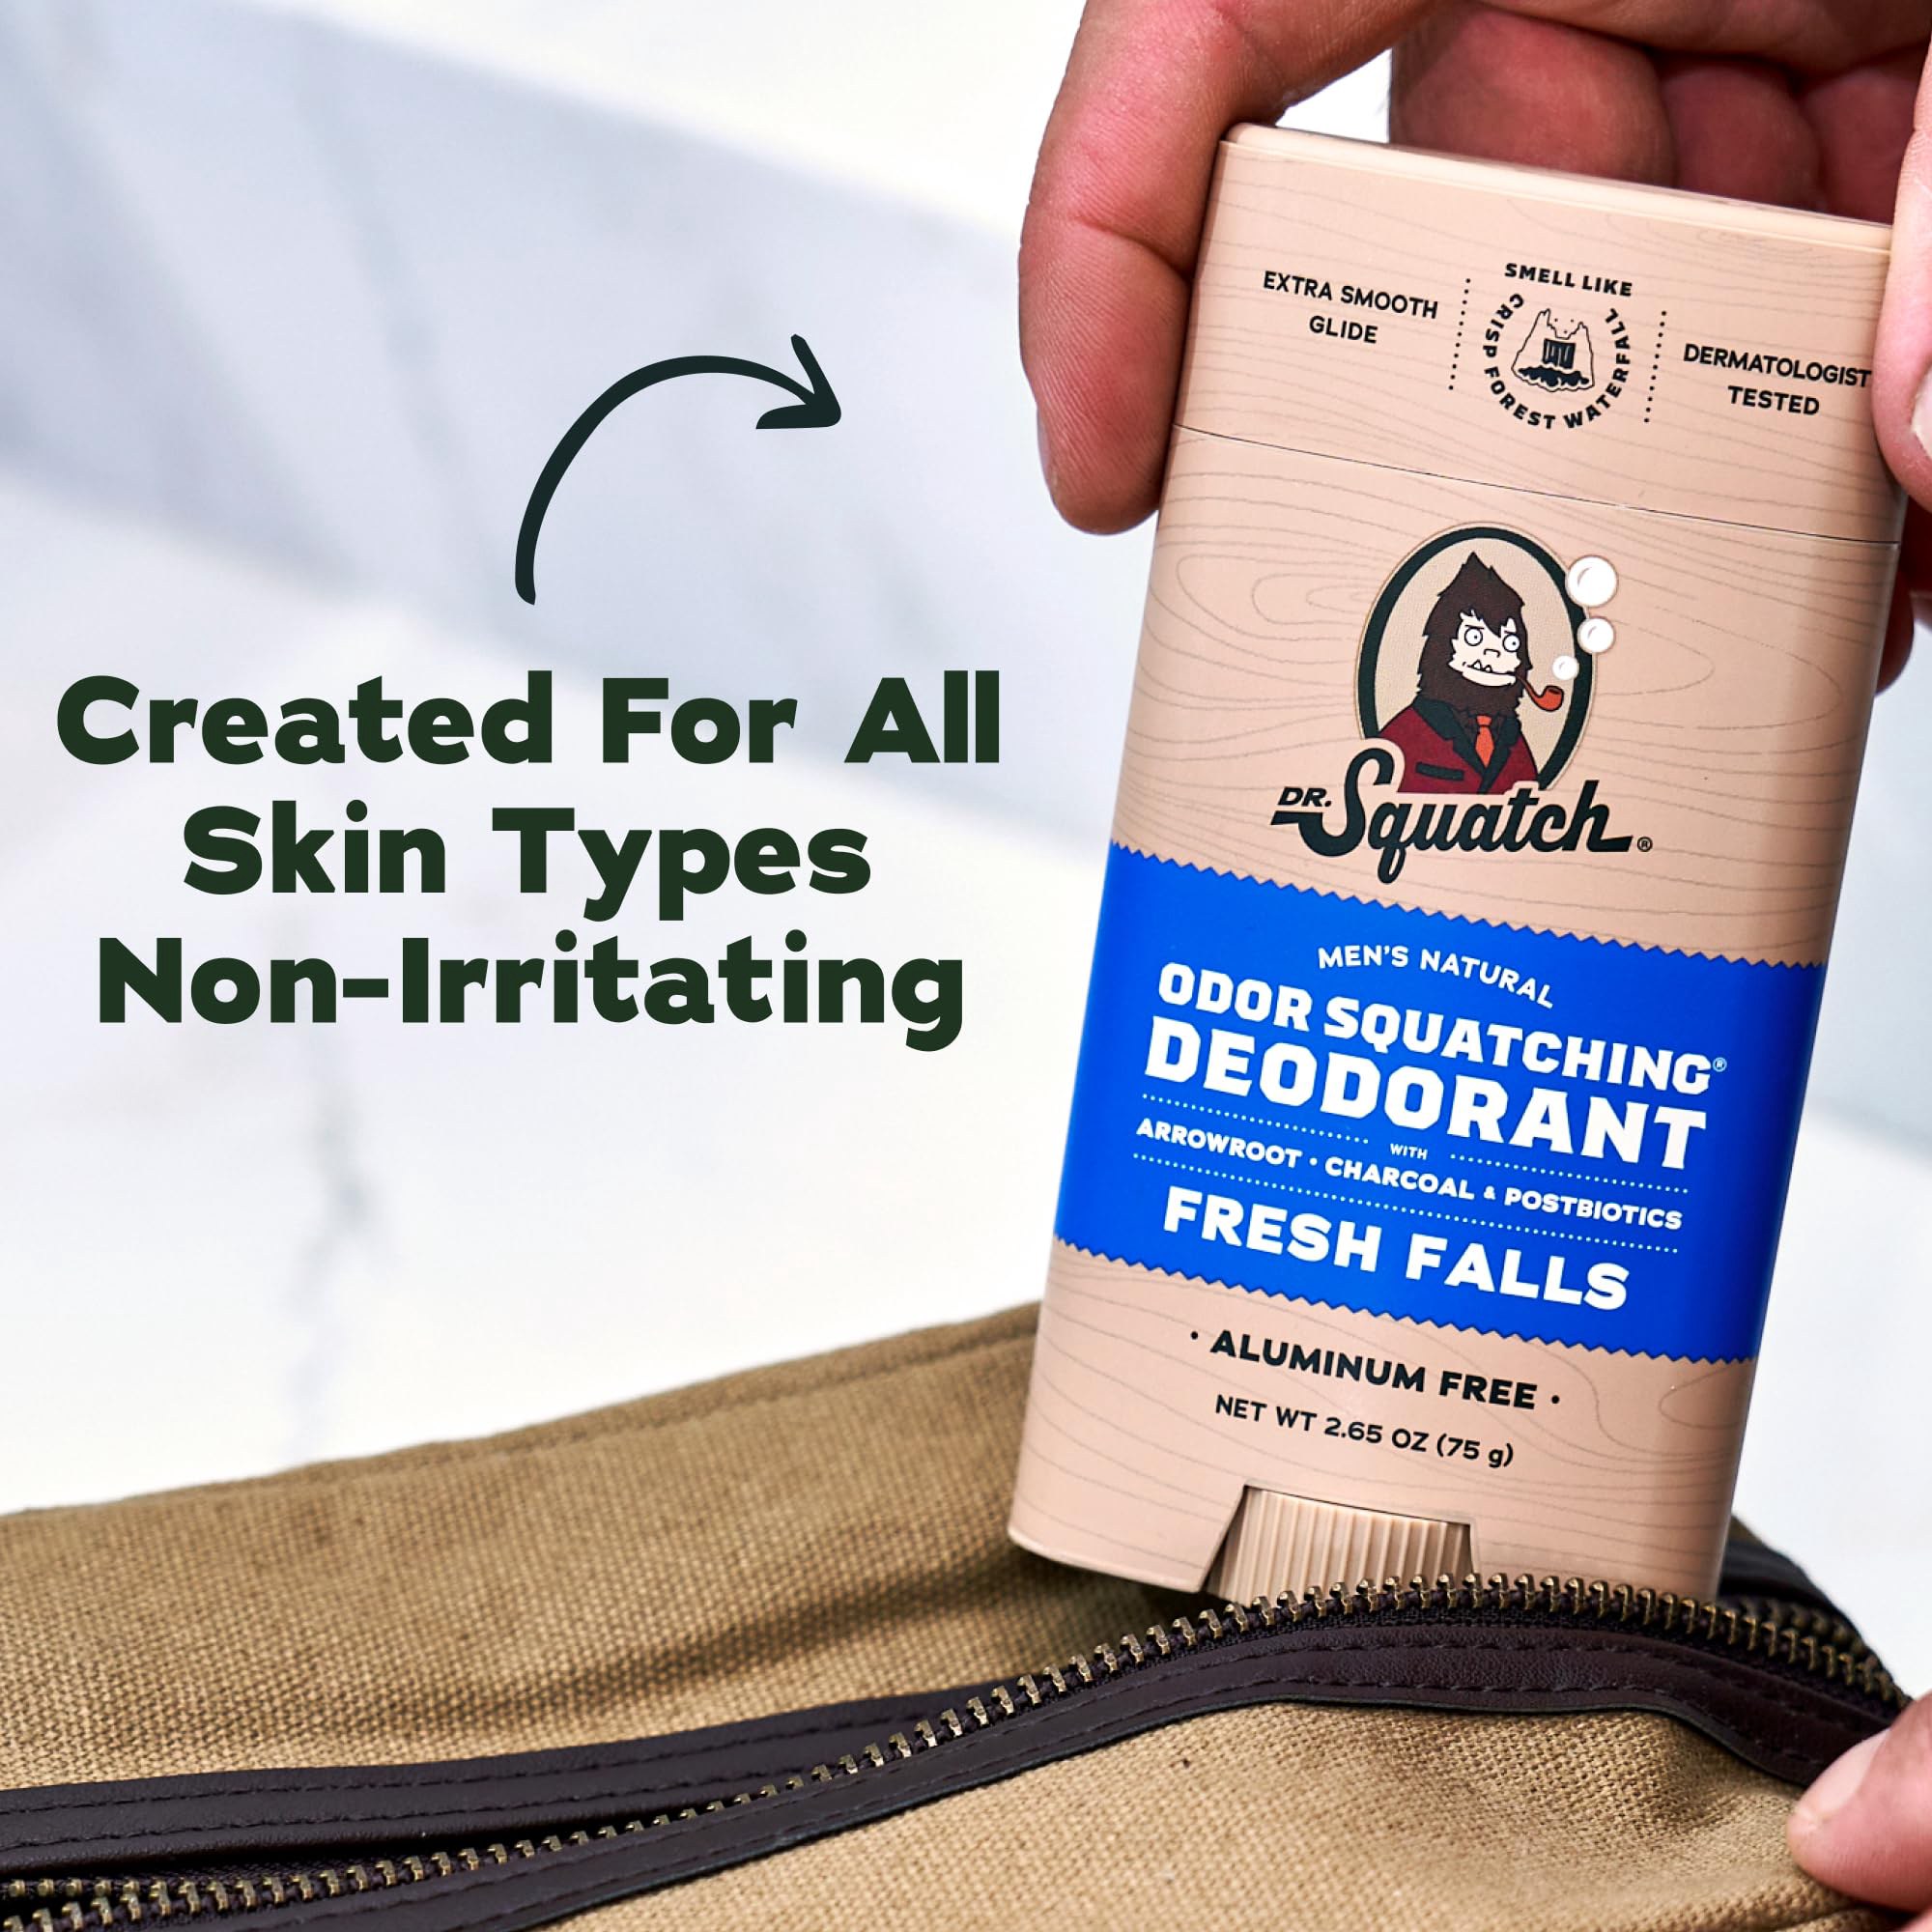 Created For All
Skin Types
Non-Irritating
EXTRA SMOOTH
GLIDE
SMELL LIKE
CRISP FOREST WATERFALL
DERMATOLOGIST
TESTED
DR.
Squatch®
MEN'S NATURAL
ODOR SQUATCHING®
DEODORANT
WITH
ARROWROOT • CHARCOAL & POSTBIOTICS
FRESH FALLS
• ALUMINUM FREE •
NET WT 2.65 OZ (75 g)